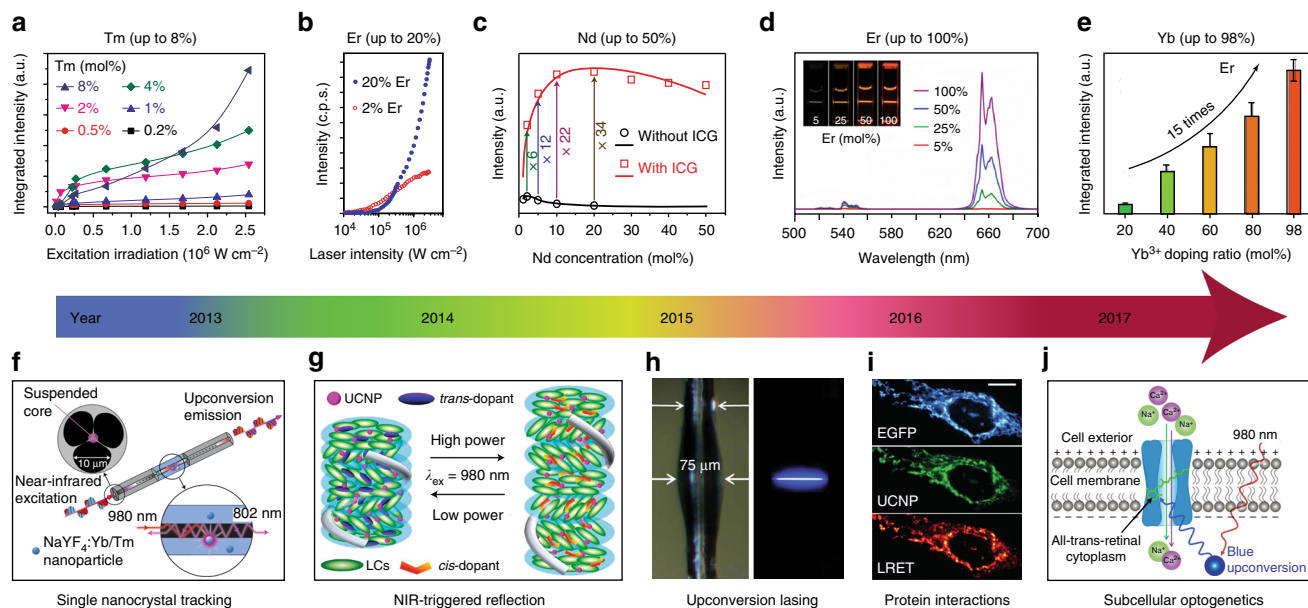 a
Tm (up to 8%)
Integrated intensity (a.u.)
Tm (mol%)
8% 4%
2% 1%
0.5% 0.2%
0.0 0.5 1.0 1.5 2.0 2.5
Excitation irradiation (10⁶ W cm⁻²)
b
Er (up to 20%)
Intensity (c.p.s.)
20% Er
2% Er
10⁴ 10⁵ 10⁶
Laser intensity (W cm⁻²)
c
Nd (up to 50%)
Intensity (a.u.)
× 6
× 12
× 22
× 34
Without ICG
With ICG
0 10 20 30 40 50
Nd concentration (mol%)
d
Er (up to 100%)
Intensity (a.u.)
5 25 50 100
Er (mol%)
100%
50%
25%
5%
500 540 580 620 660 700
Wavelength (nm)
e
Yb (up to 98%)
Integrated intensity (a.u.)
Er
15 times
20 40 60 80 98
Yb³⁺ doping ratio (mol%)
Year 2013 2014 2015 2016 2017
f
Suspended
core
10 μm
Upconversion
emission
Near-infrared
excitation
980 nm
802 nm
NaYF₄:Yb/Tm
nanoparticle
Single nanocrystal tracking
g
UCNP trans-dopant
High power
λex = 980 nm
Low power
LCs cis-dopant
NIR-triggered reflection
h
75 μm
Upconversion lasing
i
EGFP
UCNP
LRET
Protein interactions
j
Ca²⁺
Na⁺ Ca²⁺
Na⁺
980 nm
Cell exterior
+ + + + + + + + + +
Cell membrane
All-trans-retinal
cytoplasm
Na⁺
Ca²⁺
Blue
upconversion
Subcellular optogenetics